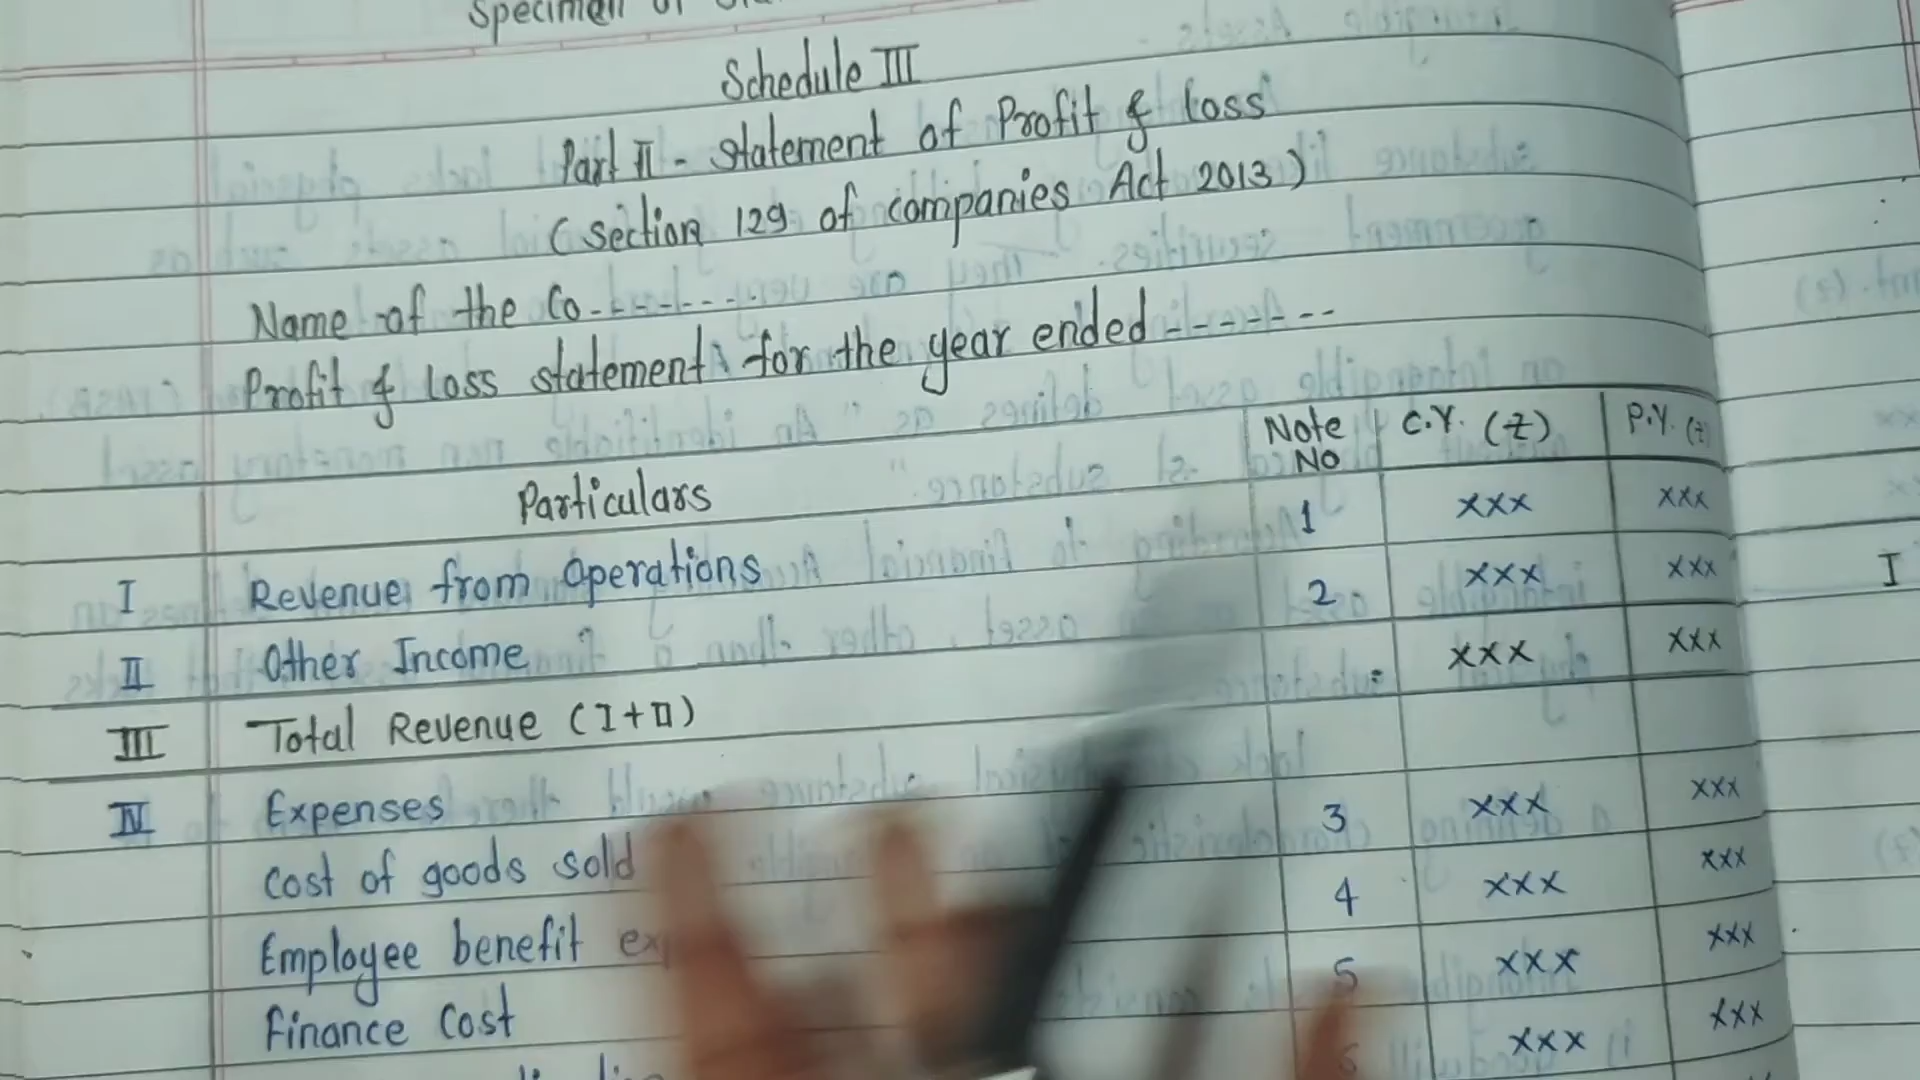 Specimen of
Schedule III
Part II - Statement of Profit & Loss
(Section 129 of Companies Act 2013)
Name of the Co.-----------
Profit & Loss statement for the year ended-------
Particulars Note No C.Y. (₹) P.Y. (₹)
I Revenue from Operations 1 xxx xxx
II Other Income 2 xxx xxx
III Total Revenue (I+II) xxx xxx
IV Expenses
Cost of goods sold 3 xxx xxx
Employee benefit 4 xxx xxx
Finance Cost 5 xxx xxx
xxx xxx
I